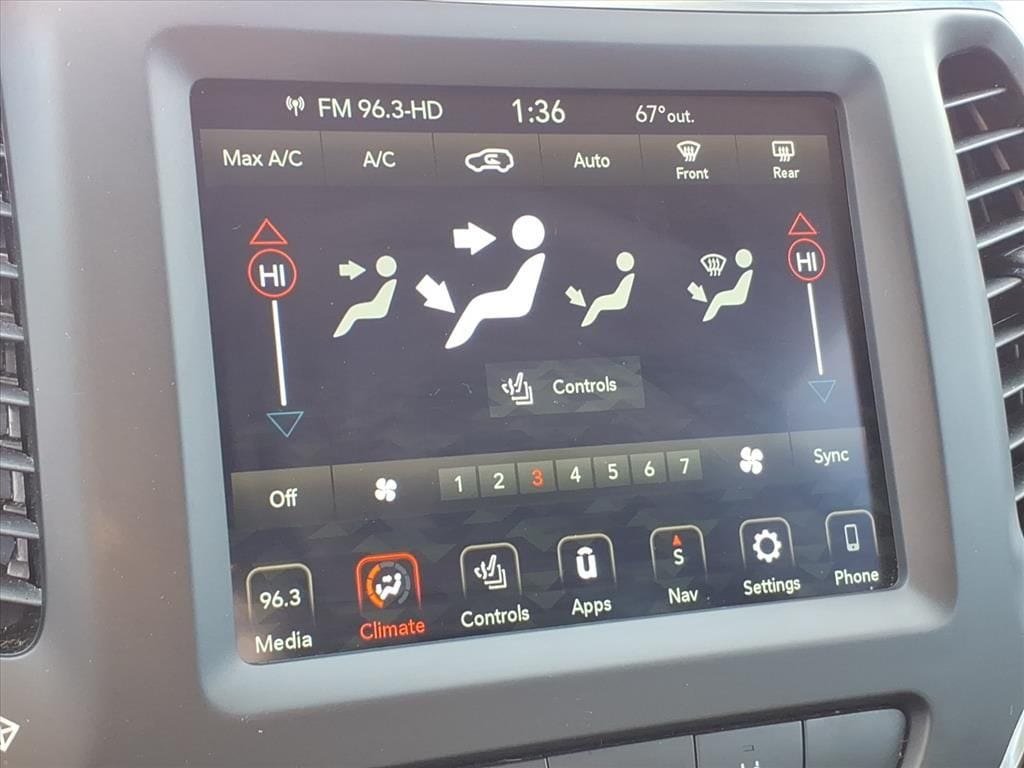 FM 96.3-HD 1:36 67° out.
Max A/C A/C Auto Front Rear
HI HI
Controls
Off 1 2 3 4 5 6 7 Sync
96.3 S
Media Climate Controls Apps Nav Settings Phone